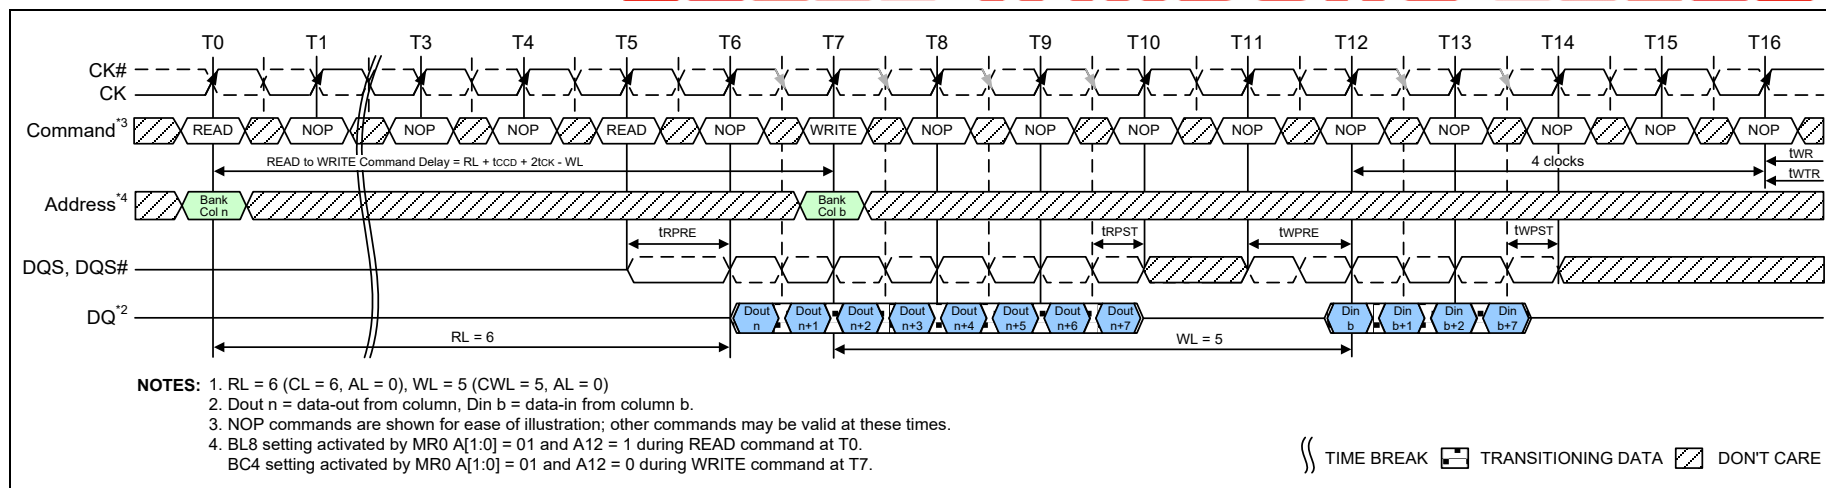 T0 T1 T3 T4 T5 T6 T7 T8 T9 T10 T11 T12 T13 T14 T15 T16
CK#
CK
Command*3 READ NOP NOP NOP READ NOP WRITE NOP NOP NOP NOP NOP NOP NOP NOP
READ to WRITE Command Delay = RL + tCCD + 2tCK - WL 4 clocks tWR
tWTR
Address*4 Bank Col n Bank Col b
tRPRE tRPST tWPRE tWPST
DQS, DQS#
DQ*2 Dout n Dout n+1 Dout n+2 Dout n+3 Dout n+4 Dout n+5 Dout n+6 Dout n+7 Din b Din b+1 Din b+2 Din b+7
RL = 6 WL = 5
NOTES: 1. RL = 6 (CL = 6, AL = 0), WL = 5 (CWL = 5, AL = 0)
2. Dout n = data-out from column, Din b = data-in from column b.
3. NOP commands are shown for ease of illustration; other commands may be valid at these times.
4. BL8 setting activated by MR0 A[1:0] = 01 and A12 = 1 during READ command at T0.
BC4 setting activated by MR0 A[1:0] = 01 and A12 = 0 during WRITE command at T7.
TIME BREAK TRANSITIONING DATA DON'T CARE